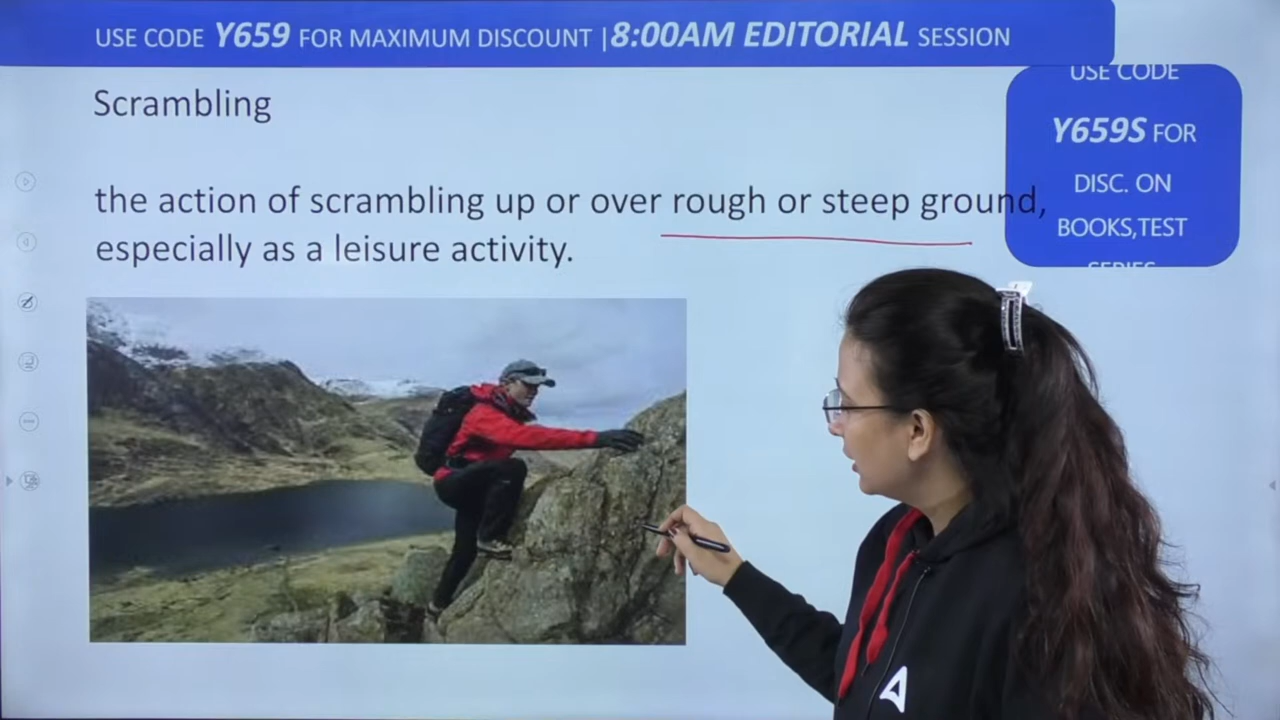 USE CODE Y659 FOR MAXIMUM DISCOUNT |8:00AM EDITORIAL SESSION
Scrambling
the action of scrambling up or over rough or steep ground,
especially as a leisure activity.
USE CODE
Y659S FOR
DISC. ON
BOOKS,TEST
SERIES